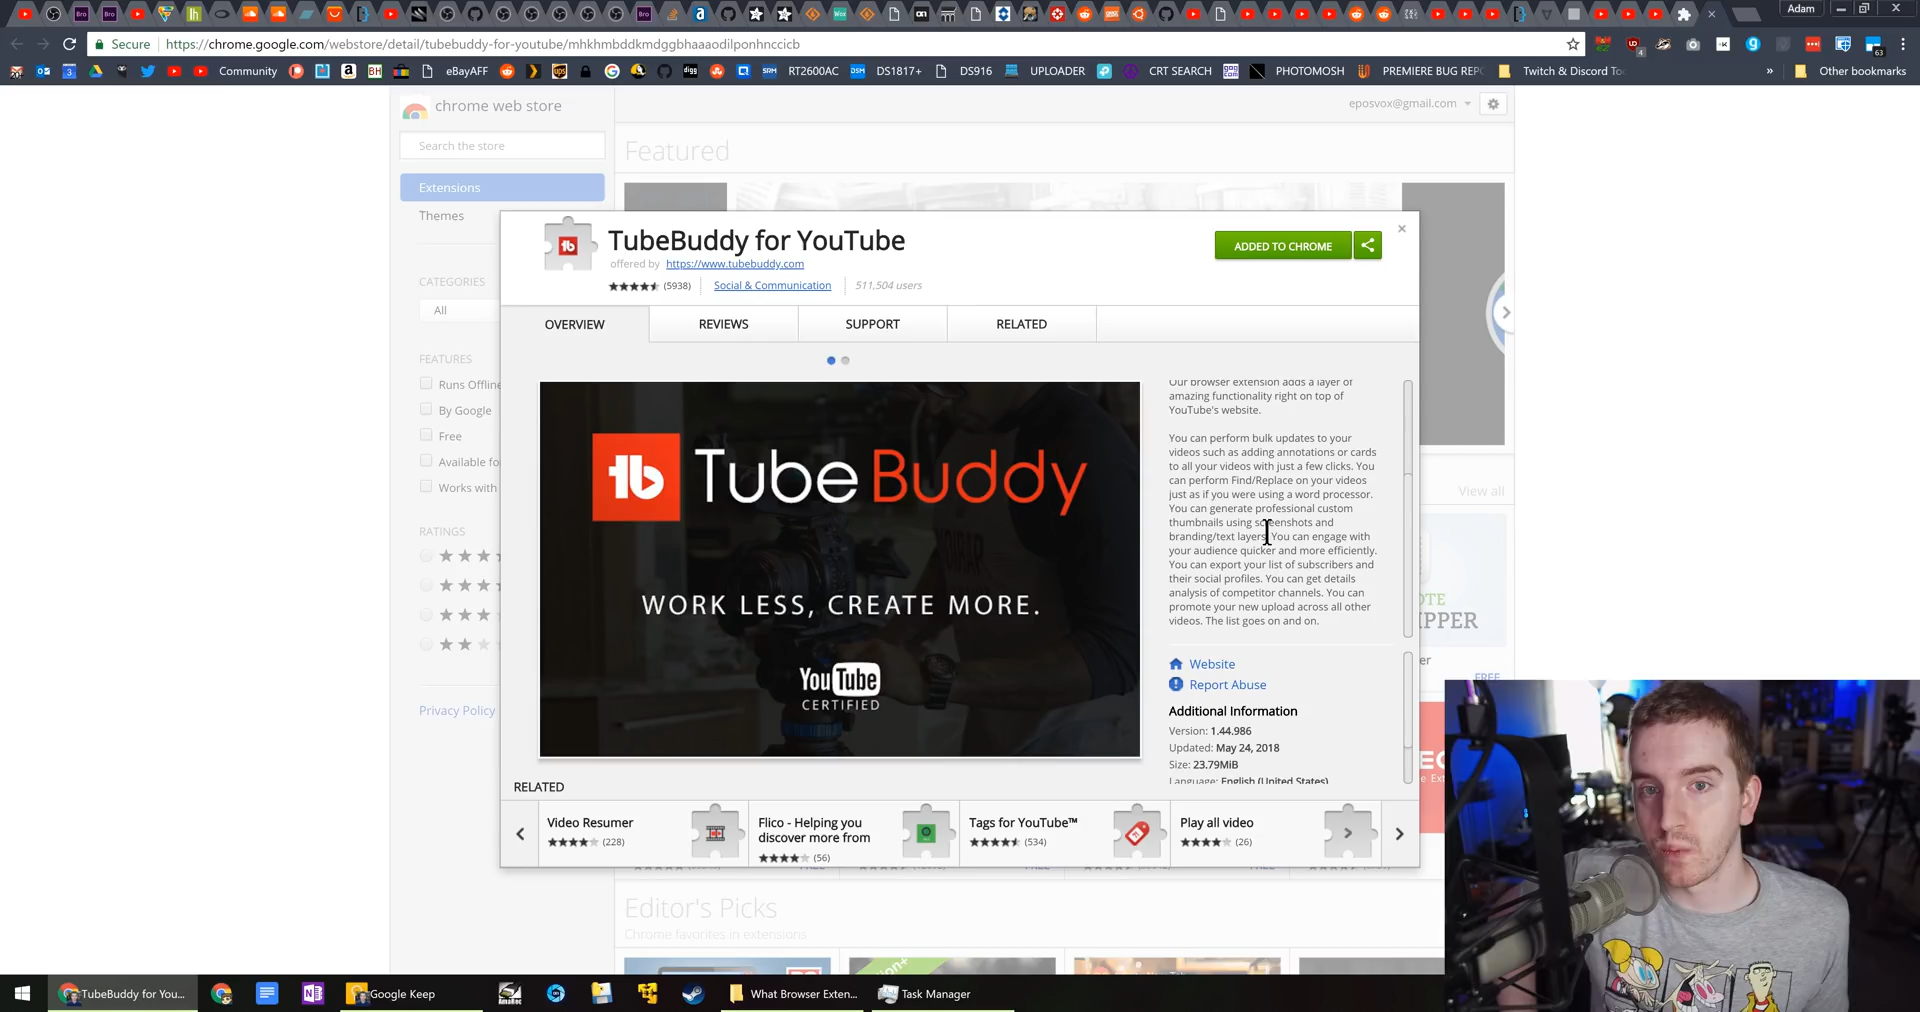 Bro
Bro
Bro
Adam
Secure
https://chrome.google.com/webstore/detail/tubebuddy-for-youtube/mhkhmbddkmdggbhaaaodilponhnccicb
Community
eBayAFF
RT2600AC
DS1817+
DS916
UPLOADER
CRT SEARCH
PHOTOMOSH
PREMIERE BUG REP
Twitch & Discord To
»
Other bookmarks
chrome web store
eposvox@gmail.com
Search the store
Featured
Extensions
Themes
CATEGORIES
All
FEATURES
Runs Offline
By Google
Free
Available fo
Works with
RATINGS
Privacy Policy
TubeBuddy for YouTube
offered by https://www.tubebuddy.com
(5938)
Social & Communication
511,504 users
ADDED TO CHROME
OVERVIEW
REVIEWS
SUPPORT
RELATED
tb Tube Buddy
WORK LESS, CREATE MORE.
YouTube
CERTIFIED
Our browser extension adds a layer of
amazing functionality right on top of
YouTube's website.
You can perform bulk updates to your
videos such as adding annotations or cards
to all your videos with just a few clicks. You
can perform Find/Replace on your videos
just as if you were using a word processor.
You can generate professional custom
thumbnails using screenshots and
branding/text layers. You can engage with
your audience quicker and more efficiently.
You can export your list of subscribers and
their social profiles. You can get details
analysis of competitor channels. You can
promote your new upload across all other
videos. The list goes on and on.
Website
Report Abuse
Additional Information
Version: 1.44.986
Updated: May 24, 2018
Size: 23.79MiB
Language: English (United States)
View all
FREE
RELATED
Video Resumer
(228)
Flico - Helping you
discover more from
(56)
Tags for YouTube™
(534)
Play all video
(26)
Editor's Picks
Chrome favorites in extensions
TubeBuddy for You...
Google Keep
What Browser Exten...
Task Manager